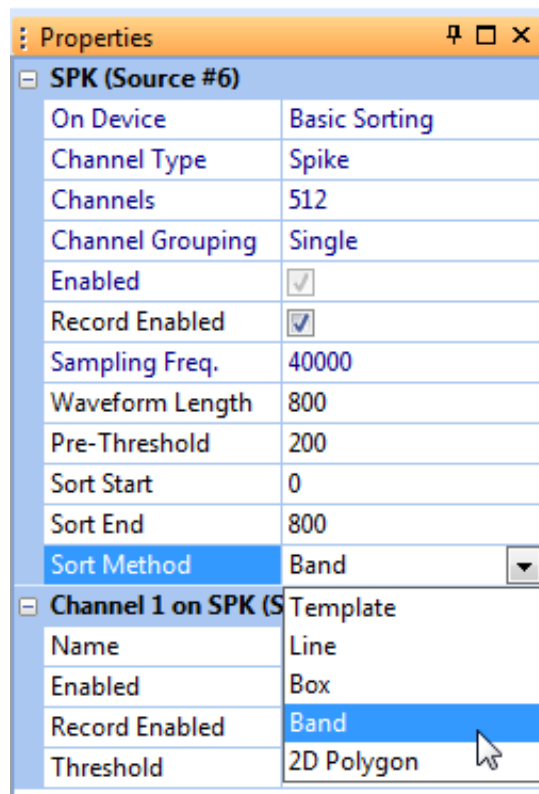 Properties
SPK (Source #6)
On Device Basic Sorting
Channel Type Spike
Channels 512
Channel Grouping Single
Enabled
Record Enabled
Sampling Freq. 40000
Waveform Length 800
Pre-Threshold 200
Sort Start 0
Sort End 800
Sort Method Band
Channel 1 on SPK (S Template
Name Line
Enabled Box
Record Enabled Band
Threshold 2D Polygon